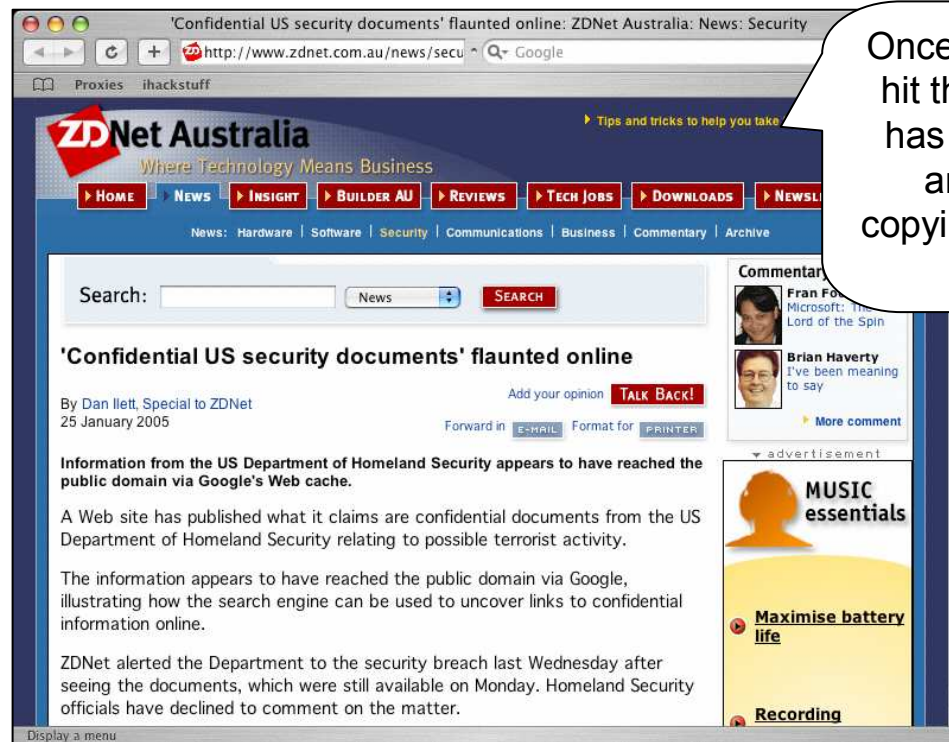 'Confidential US security documents' flaunted online: ZDNet Australia: News: Security
http://www.zdnet.com.au/news/secu
Google
Proxies ihackstuff
Once
hit
has
copyi
ZDNet Australia
Where Technology Means Business
Tips and tricks to help you take
HOME NEWS INSIGHT BUILDER AU REVIEWS TECH JOBS DOWNLOADS
News: Hardware | Software | Security | Communications | Business | Commentary | Archive
Search: News SEARCH
Commentary
Fran
Microsoft:
Lord of the Spin
Brian Haverty
I've been meaning
to say
More comment
'Confidential US security documents' flaunted online
Add your opinion TALK BACK!
By Dan Ilett, Special to ZDNet
25 January 2005
Forward in E-MAIL Format for PRINTER
Information from the US Department of Homeland Security appears to have reached the
public domain via Google's Web cache.
A Web site has published what it claims are confidential documents from the US
Department of Homeland Security relating to possible terrorist activity.
The information appears to have reached the public domain via Google,
illustrating how the search engine can be used to uncover links to confidential
information online.
ZDNet alerted the Department to the security breach last Wednesday after
seeing the documents, which were still available on Monday. Homeland Security
officials have declined to comment on the matter.
advertisement
MUSIC
essentials
Maximise battery
life
Recording
Display a menu